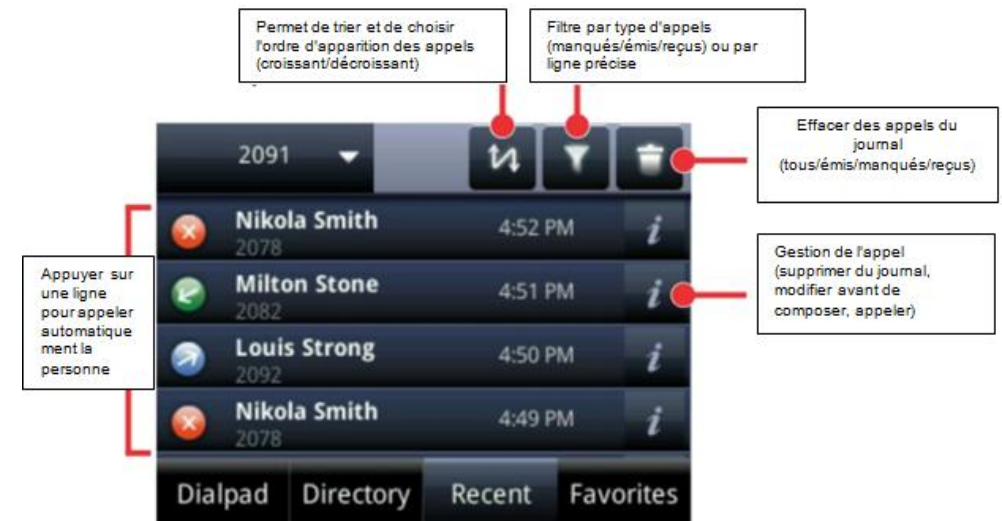 Permet de trier et de choisir
l'ordre d'apparition des appels
(croissant/décroissant)
Filtre par type d'appels
(manqués/émis/reçus) ou par
ligne précise
Effacer des appels du
journal
(tous/émis/manqués/reçus)
2091
Nikola Smith
4:52 PM
i
2078
Milton Stone
4:51 PM
i
2082
Louis Strong
4:50 PM
i
2092
Nikola Smith
4:49 PM
i
2078
Gestion de l'appel
(supprimer du journal,
modifier avant de
composer, appeler)
Appuyer sur
une ligne
pour appeler
automatique
ment la
personne
Dialpad
Directory
Recent
Favorites